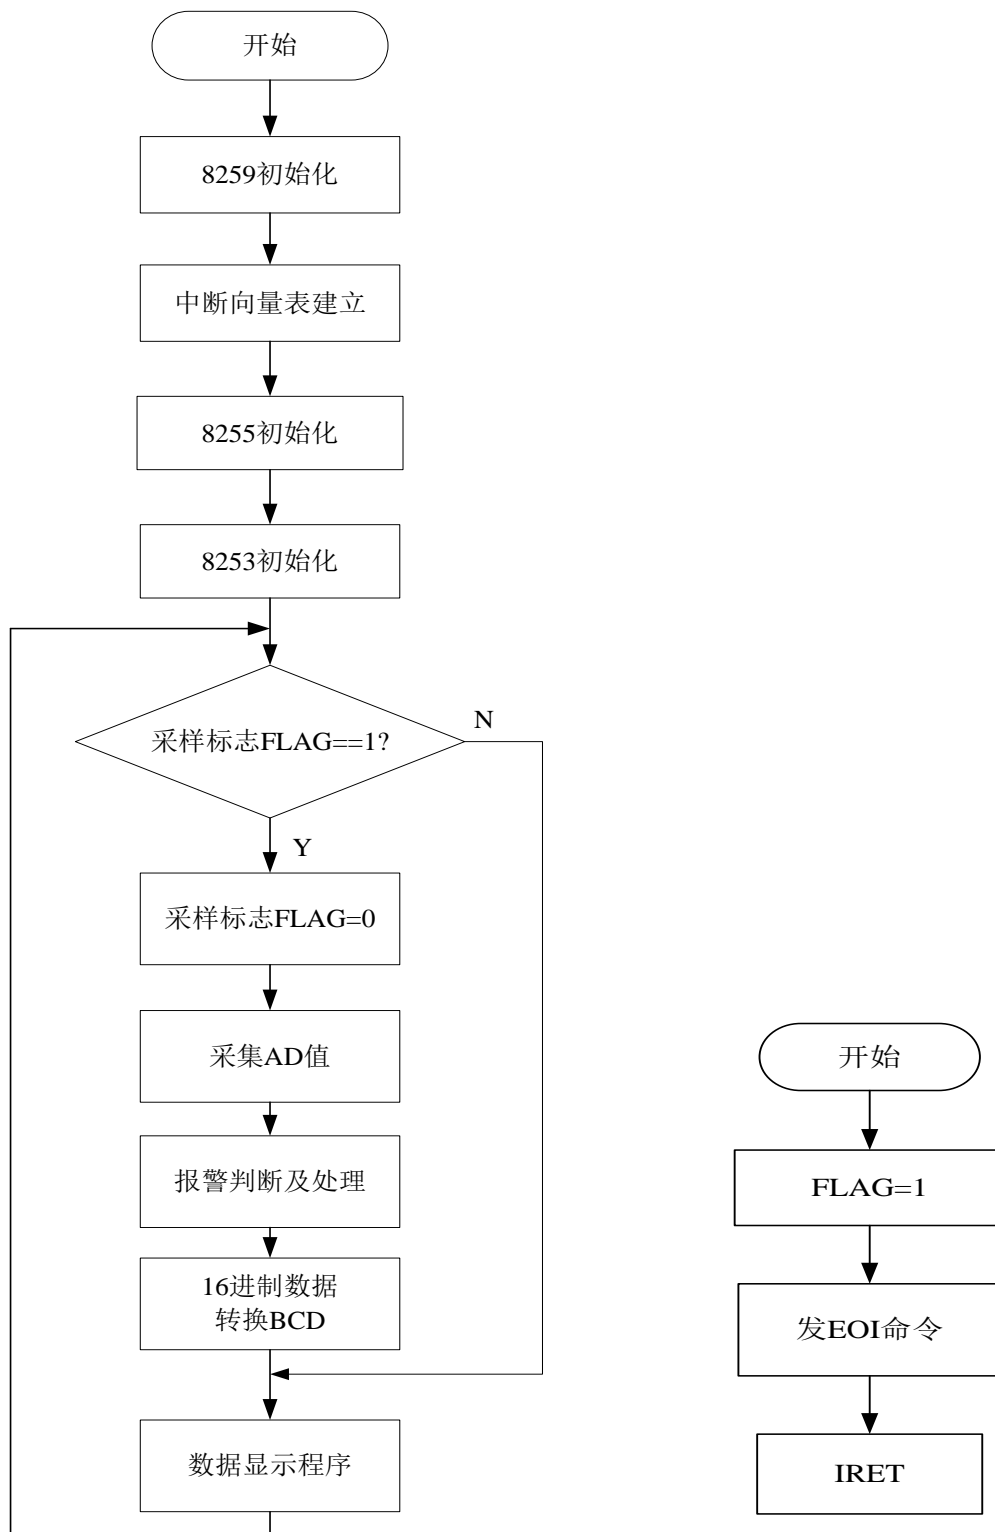 开始
8259初始化
中断向量表建立
8255初始化
8253初始化
采样标志FLAG==1?
N
Y
采样标志FLAG=0
采集AD值
报警判断及处理
16进制数据
转换BCD
数据显示程序
开始
FLAG=1
发EOI命令
IRET